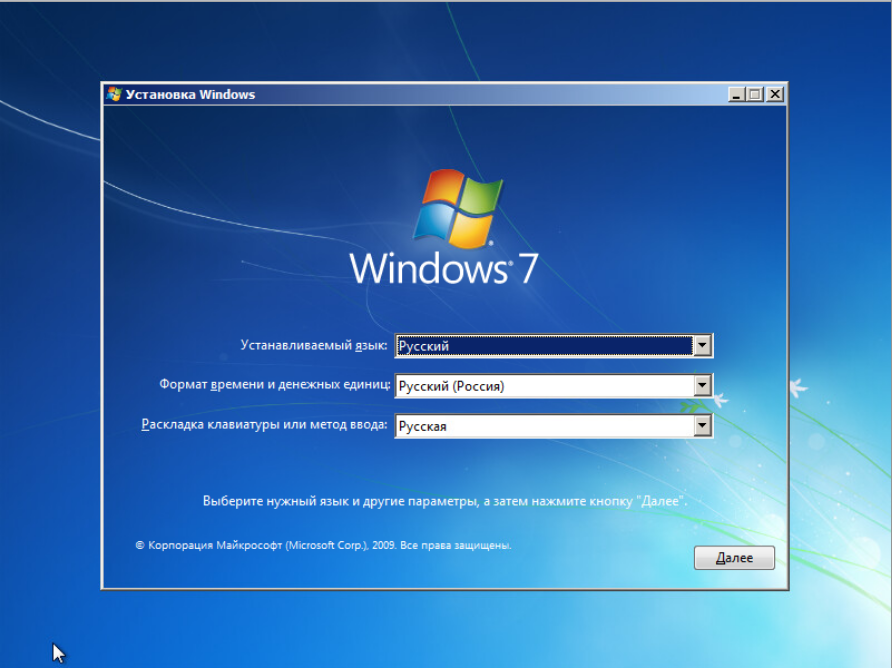 Установка Windows
Windows® 7
Устанавливаемый язык: Русский
Формат времени и денежных единиц: Русский (Россия)
Раскладка клавиатуры или метод ввода: Русская
Выберите нужный язык и другие параметры, а затем нажмите кнопку "Далее".
© Корпорация Майкрософт (Microsoft Corp.), 2009. Все права защищены.
Далее